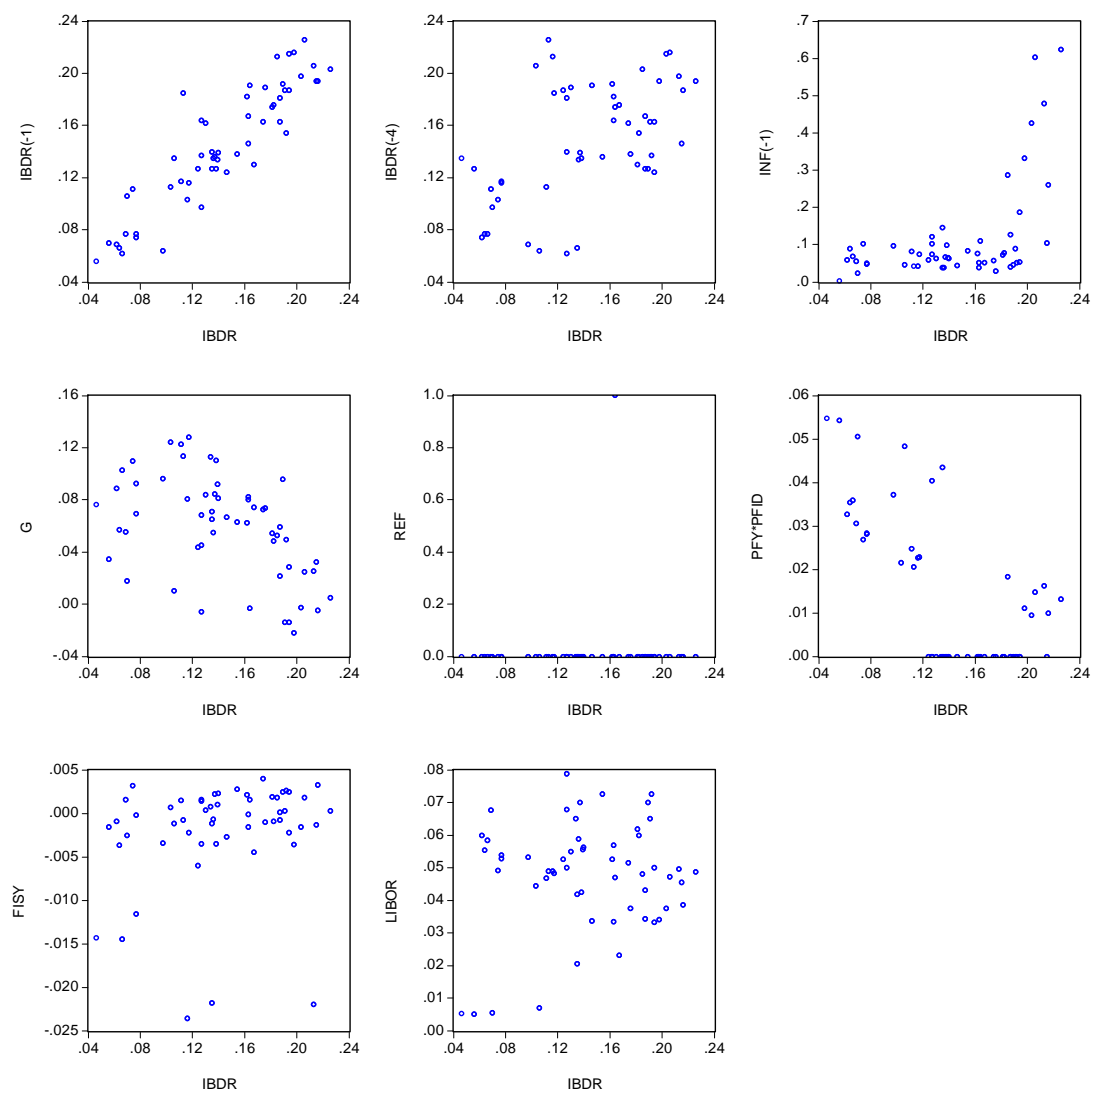 .24
.20
.16
.12
.08
.04
IBDR(-1)
.04 .08 .12 .16 .20 .24
IBDR
.24
.20
.16
.12
.08
.04
IBDR(-4)
.04 .08 .12 .16 .20 .24
IBDR
.7
.6
.5
.4
.3
.2
.1
.0
INF(-1)
.04 .08 .12 .16 .20 .24
IBDR
.16
.12
.08
.04
.00
-.04
G
.04 .08 .12 .16 .20 .24
IBDR
1.0
0.8
0.6
0.4
0.2
0.0
REF
.04 .08 .12 .16 .20 .24
IBDR
.06
.05
.04
.03
.02
.01
.00
PFY*PFID
.04 .08 .12 .16 .20 .24
IBDR
.005
.000
-.005
-.010
-.015
-.020
-.025
FISY
.04 .08 .12 .16 .20 .24
IBDR
.08
.07
.06
.05
.04
.03
.02
.01
.00
LIBOR
.04 .08 .12 .16 .20 .24
IBDR